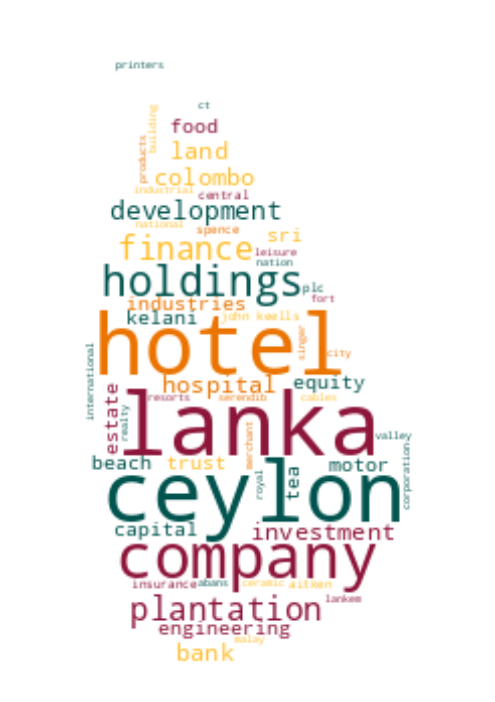 printers
ct
building
food
products
land
colombo
industrial
central
development
national
spence
sri
finance
leisure
nation
holdings
plc
fort
industries
kelani
john keells
hotel
singer
city
international
hospital
equity
estate
resorts
serendib
cables
lanka
realty
merchant
valley
beach
trust
motor
corporation
ceylon
royal
tea
capital
investment
company
insurance
abans
ceramic
aitken
plantation
lankem
engineering
malay
bank